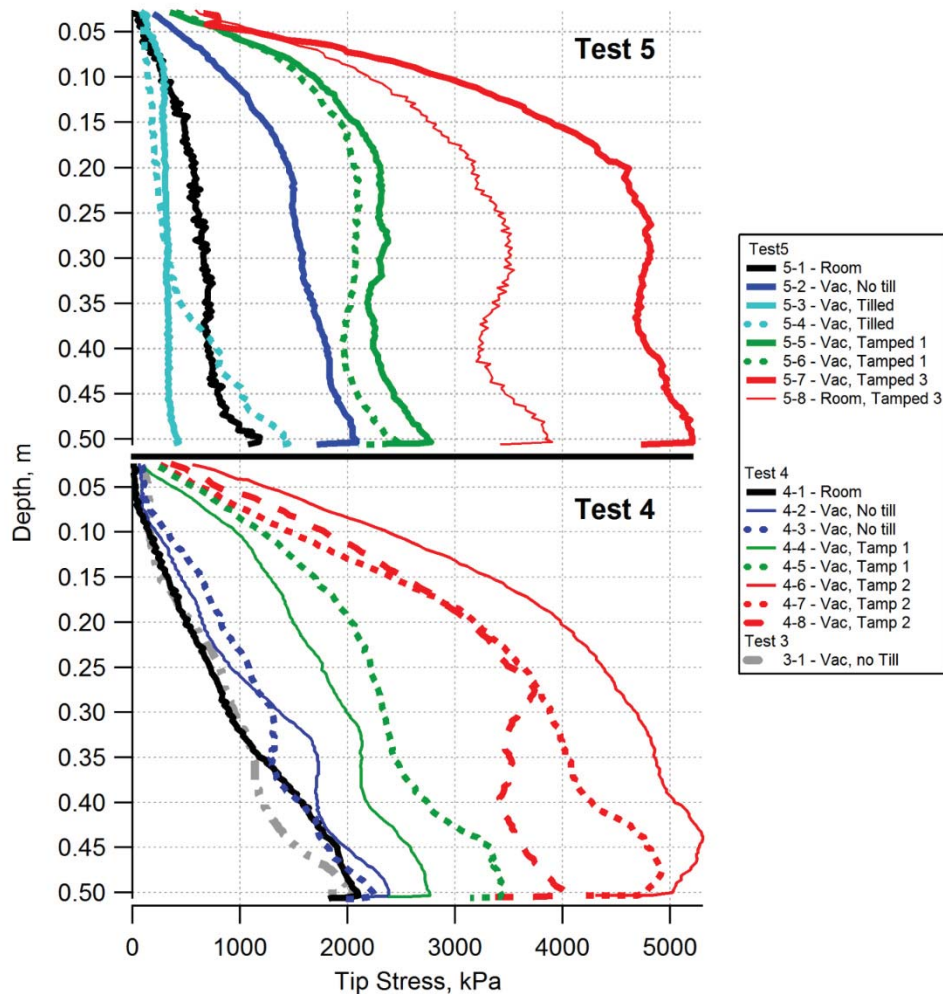 Test 5
0.05
0.10
0.15
0.20
0.25
0.30
0.35
0.40
0.45
0.50
Depth, m
Test 4
0.05
0.10
0.15
0.20
0.25
0.30
0.35
0.40
0.45
0.50
0 1000 2000 3000 4000 5000
Tip Stress, kPa
Test5
5-1 - Room
5-2 - Vac, No till
5-3 - Vac, Tilled
5-4 - Vac, Tilled
5-5 - Vac, Tamped 1
5-6 - Vac, Tamped 1
5-7 - Vac, Tamped 3
5-8 - Room, Tamped 3
Test 4
4-1 - Room
4-2 - Vac, No till
4-3 - Vac, No till
4-4 - Vac, Tamp 1
4-5 - Vac, Tamp 1
4-6 - Vac, Tamp 2
4-7 - Vac, Tamp 2
4-8 - Vac, Tamp 2
Test 3
3-1 - Vac, no Till